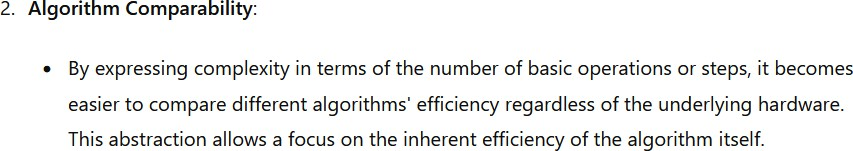 2. Algorithm Comparability:
• By expressing complexity in terms of the number of basic operations or steps, it becomes
easier to compare different algorithms' efficiency regardless of the underlying hardware.
This abstraction allows a focus on the inherent efficiency of the algorithm itself.